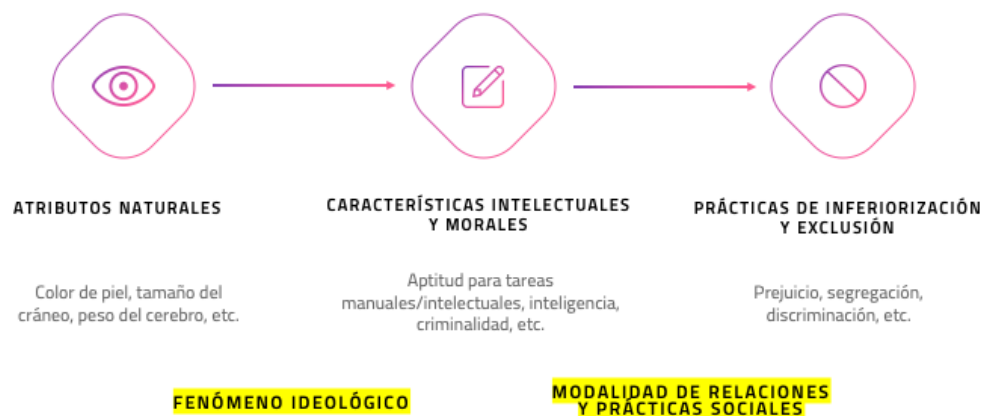 ATRIBUTOS NATURALES
Color de piel, tamaño del
cráneo, peso del cerebro, etc.
CARACTERÍSTICAS INTELECTUALES
Y MORALES
Aptitud para tareas
manuales/intelectuales, inteligencia,
criminalidad, etc.
PRÁCTICAS DE INFERIORIZACIÓN
Y EXCLUSIÓN
Prejuicio, segregación,
discriminación, etc.
FENÓMENO IDEOLÓGICO
MODALIDAD DE RELACIONES
Y PRÁCTICAS SOCIALES